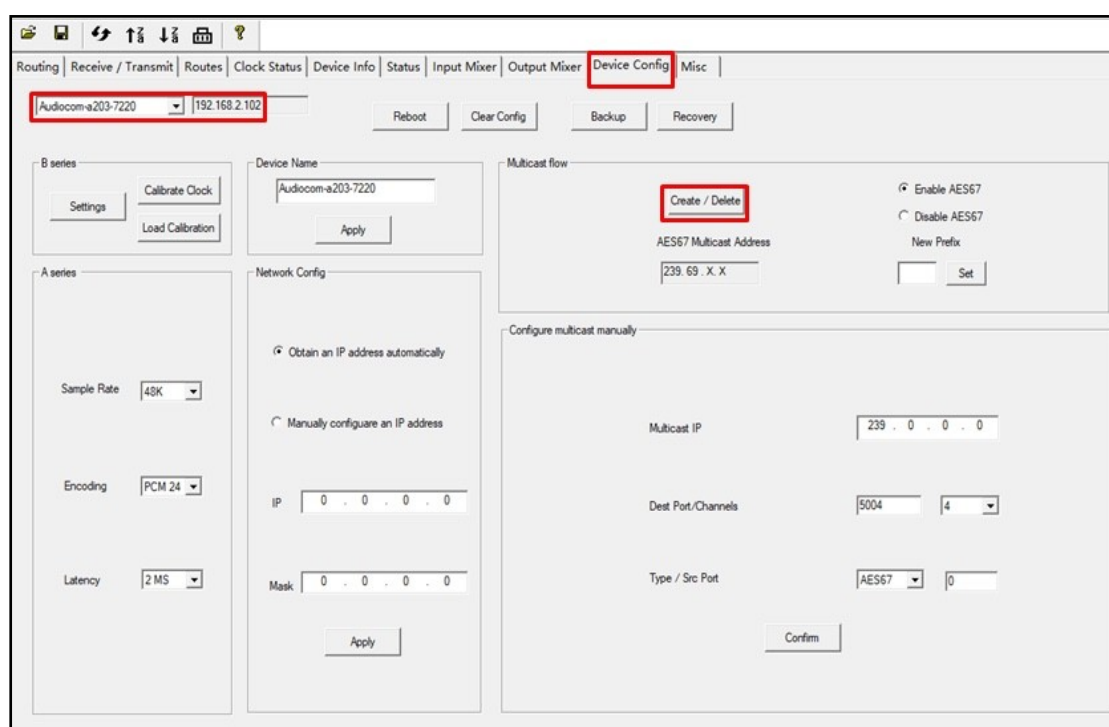 Routing Receive / Transmit Routes Clock Status Device Info Status Input Mixer Output Mixer Device Config Misc
Audiocom-a203-7220 192.168.2.102
Reboot Clear Config Backup Recovery
B series
Settings
Calibrate Clock
Load Calibration
Device Name
Audiocom-a203-7220
Apply
Multicast flow
Create / Delete
Enable AES67
Disable AES67
AES67 Multicast Address
239. 69 . X. X
New Prefix
Set
A series
Sample Rate 48K
Encoding PCM 24
Latency 2 MS
Network Config
Obtain an IP address automatically
Manually configuare an IP address
IP 0 . 0 . 0 . 0
Mask 0 . 0 . 0 . 0
Apply
Configure multicast manually
Multicast IP 239 . 0 . 0 . 0
Dest Port/Channels 5004 4
Type / Src Port AES67 0
Confirm